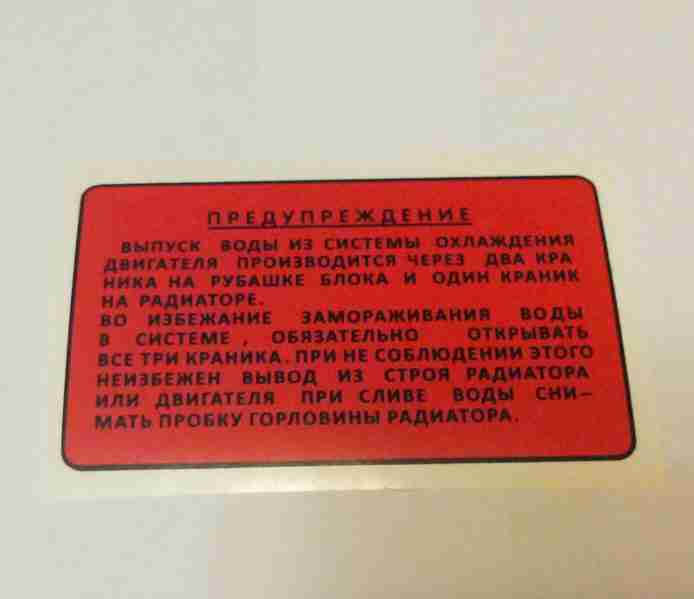 ПРЕДУПРЕЖДЕНИЕ
ВЫПУСК ВОДЫ ИЗ СИСТЕМЫ ОХЛАЖДЕНИЯ
ДВИГАТЕЛЯ ПРОИЗВОДИТСЯ ЧЕРЕЗ ДВА КРА
НИКА НА РУБАШКЕ БЛОКА И ОДИН КРАНИК
НА РАДИАТОРЕ.
ВО ИЗБЕЖАНИЕ ЗАМОРАЖИВАНИЯ ВОДЫ
В СИСТЕМЕ, ОБЯЗАТЕЛЬНО ОТКРЫВАТЬ
ВСЕ ТРИ КРАНИКА. ПРИ НЕ СОБЛЮДЕНИИ ЭТОГО
НЕИЗБЕЖЕН ВЫВОД ИЗ СТРОЯ РАДИАТОРА
ИЛИ ДВИГАТЕЛЯ ПРИ СЛИВЕ ВОДЫ СНИ-
МАТЬ ПРОБКУ ГОРЛОВИНЫ РАДИАТОРА.